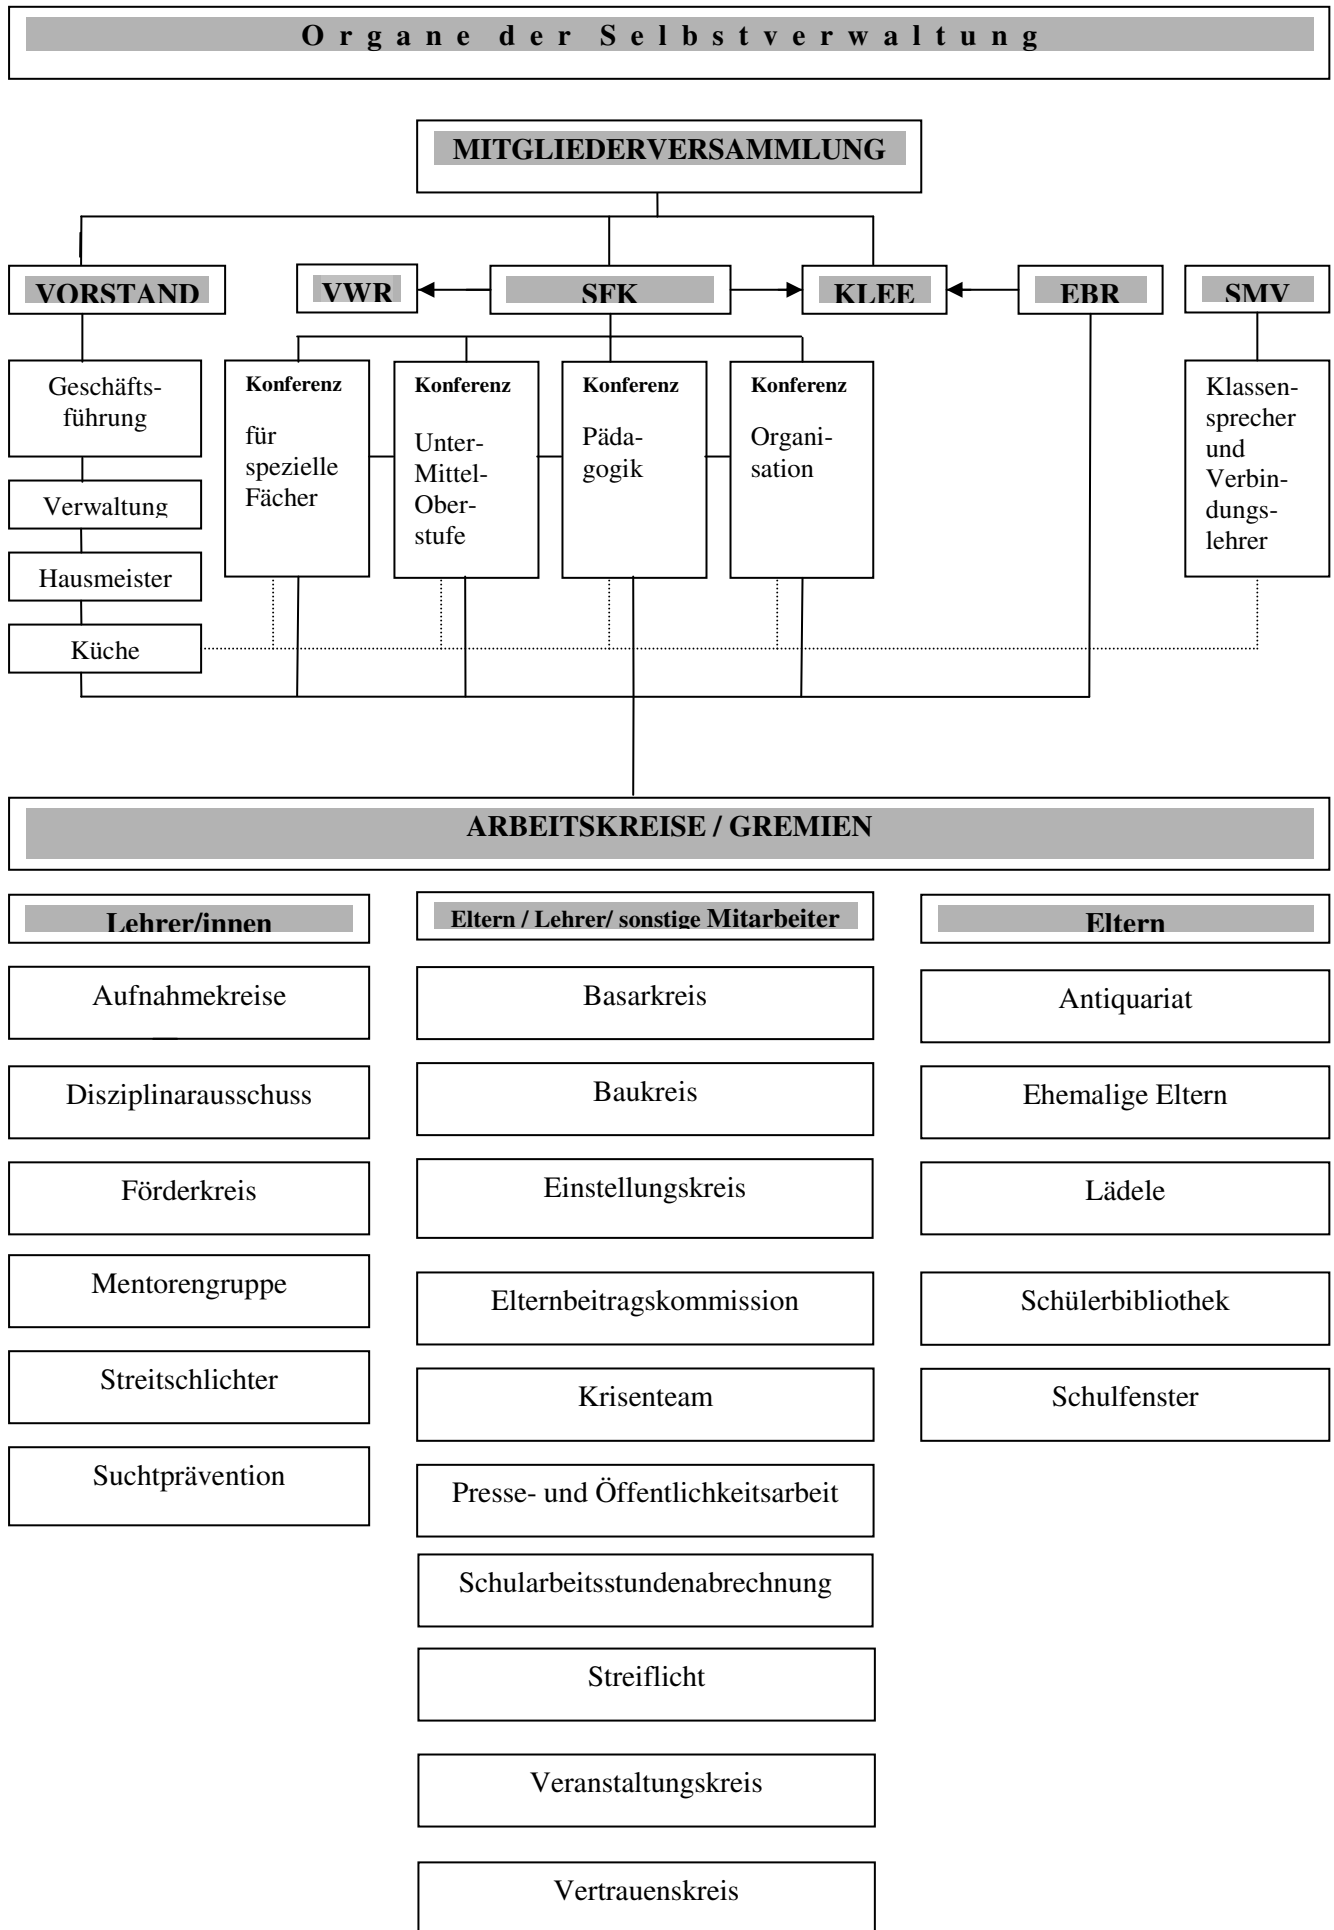 Organe der Selbstverwaltung
MITGLIEDERVERSAMMLUNG
VORSTAND
VWR
SFK
KLEE
EBR
SMV
Geschäfts-
führung
Verwaltung
Hausmeister
Küche
Konferenz
für
spezielle
Fächer
Konferenz
Unter-
Mittel-
Ober-
stufe
Konferenz
Päda-
gogik
Konferenz
Organi-
sation
Klassen-
sprecher
und
Verbin-
dungs-
lehrer
ARBEITSKREISE / GREMIEN
Lehrer/innen
Aufnahmekreise
Disziplinarausschuss
Förderkreis
Mentorengruppe
Streitschlichter
Suchtprävention
Eltern / Lehrer/ sonstige Mitarbeiter
Basarkreis
Baukreis
Einstellungskreis
Elternbeitragskommission
Krisenteam
Presse- und Öffentlichkeitsarbeit
Schularbeitsstundenabrechnung
Streiflicht
Veranstaltungskreis
Vertrauenskreis
Eltern
Antiquariat
Ehemalige Eltern
Lädele
Schülerbibliothek
Schulfenster